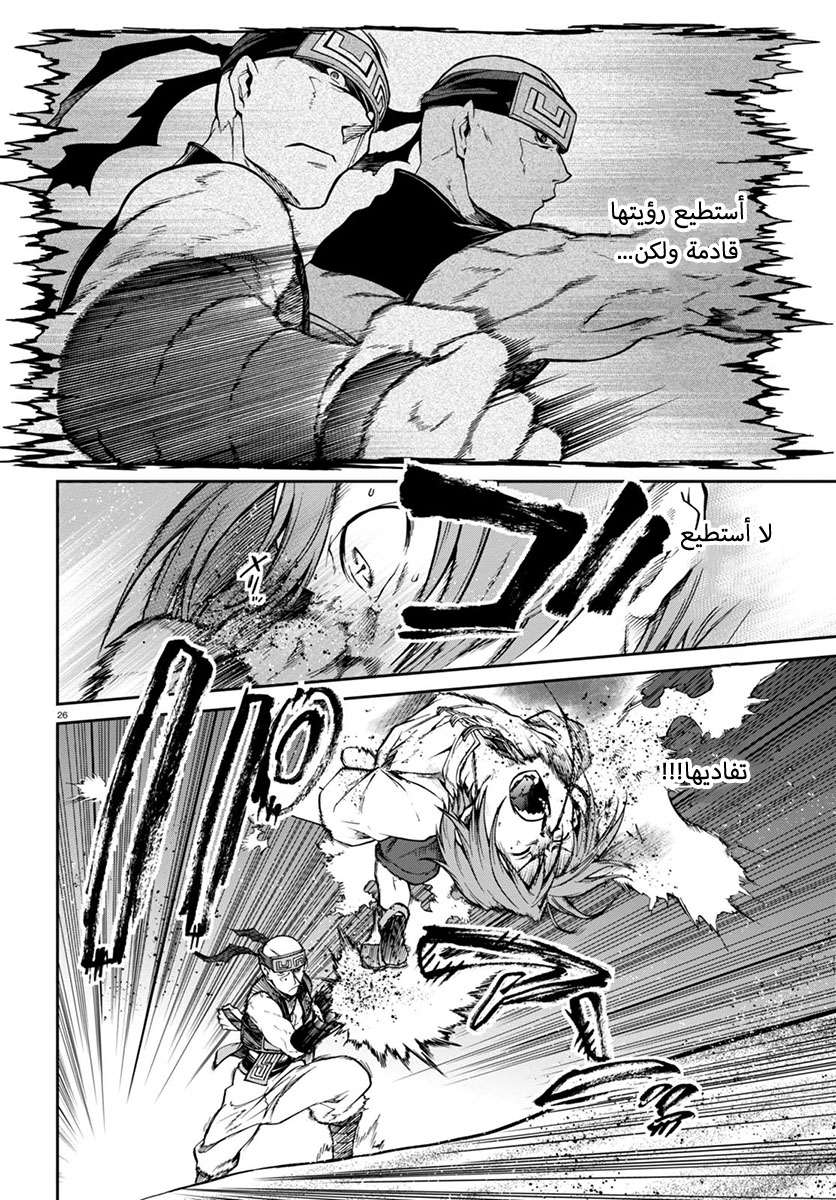 أستطيع رؤيتها
قادمة ولكن...
لا أستطيع
26
تفاديها!!!